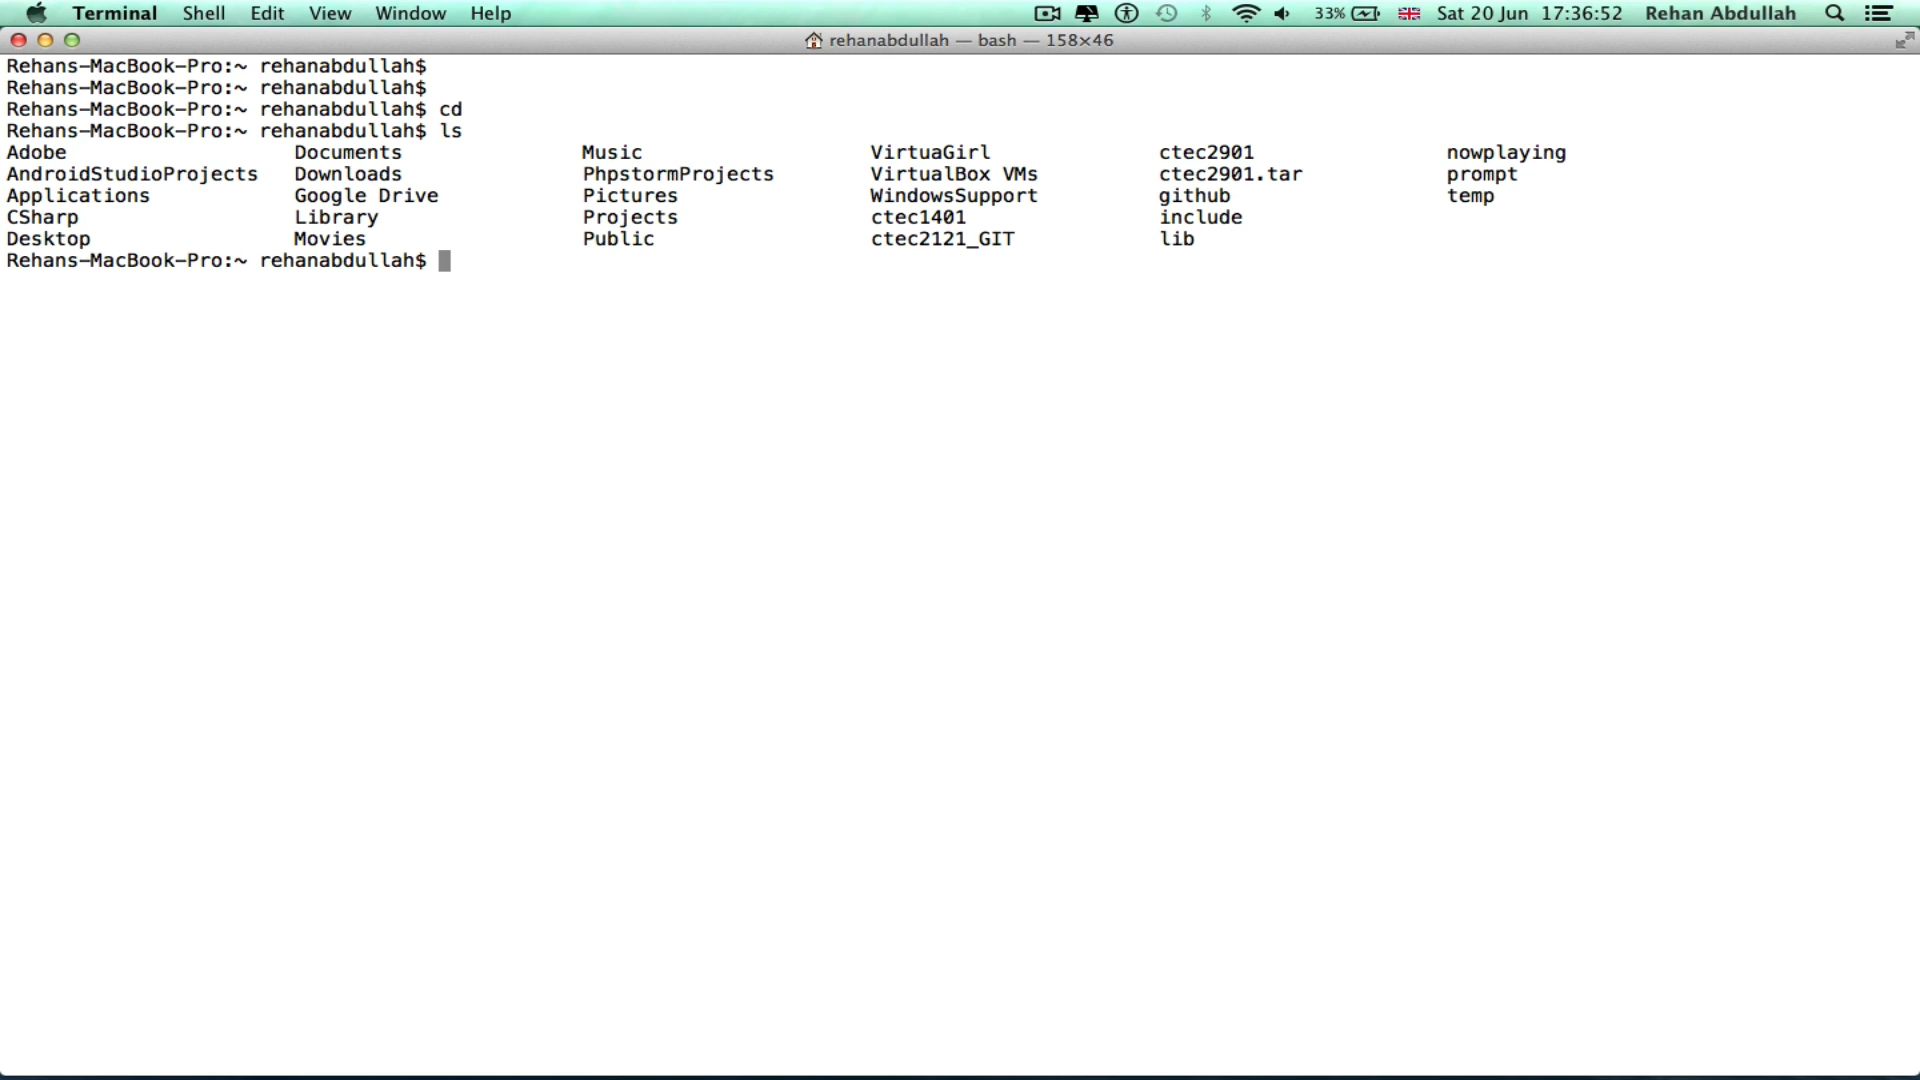 Terminal Shell Edit View Window Help 33% Sat 20 Jun 17:36:52 Rehan Abdullah
rehanabdullah — bash — 158×46
Rehans-MacBook-Pro:~ rehanabdullah$
Rehans-MacBook-Pro:~ rehanabdullah$
Rehans-MacBook-Pro:~ rehanabdullah$ cd
Rehans-MacBook-Pro:~ rehanabdullah$ ls
Adobe Documents Music VirtuaGirl ctec2901 nowplaying
AndroidStudioProjects Downloads PhpstormProjects VirtualBox VMs ctec2901.tar prompt
Applications Google Drive Pictures WindowsSupport github temp
CSharp Library Projects ctec1401 include
Desktop Movies Public ctec2121_GIT lib
Rehans-MacBook-Pro:~ rehanabdullah$